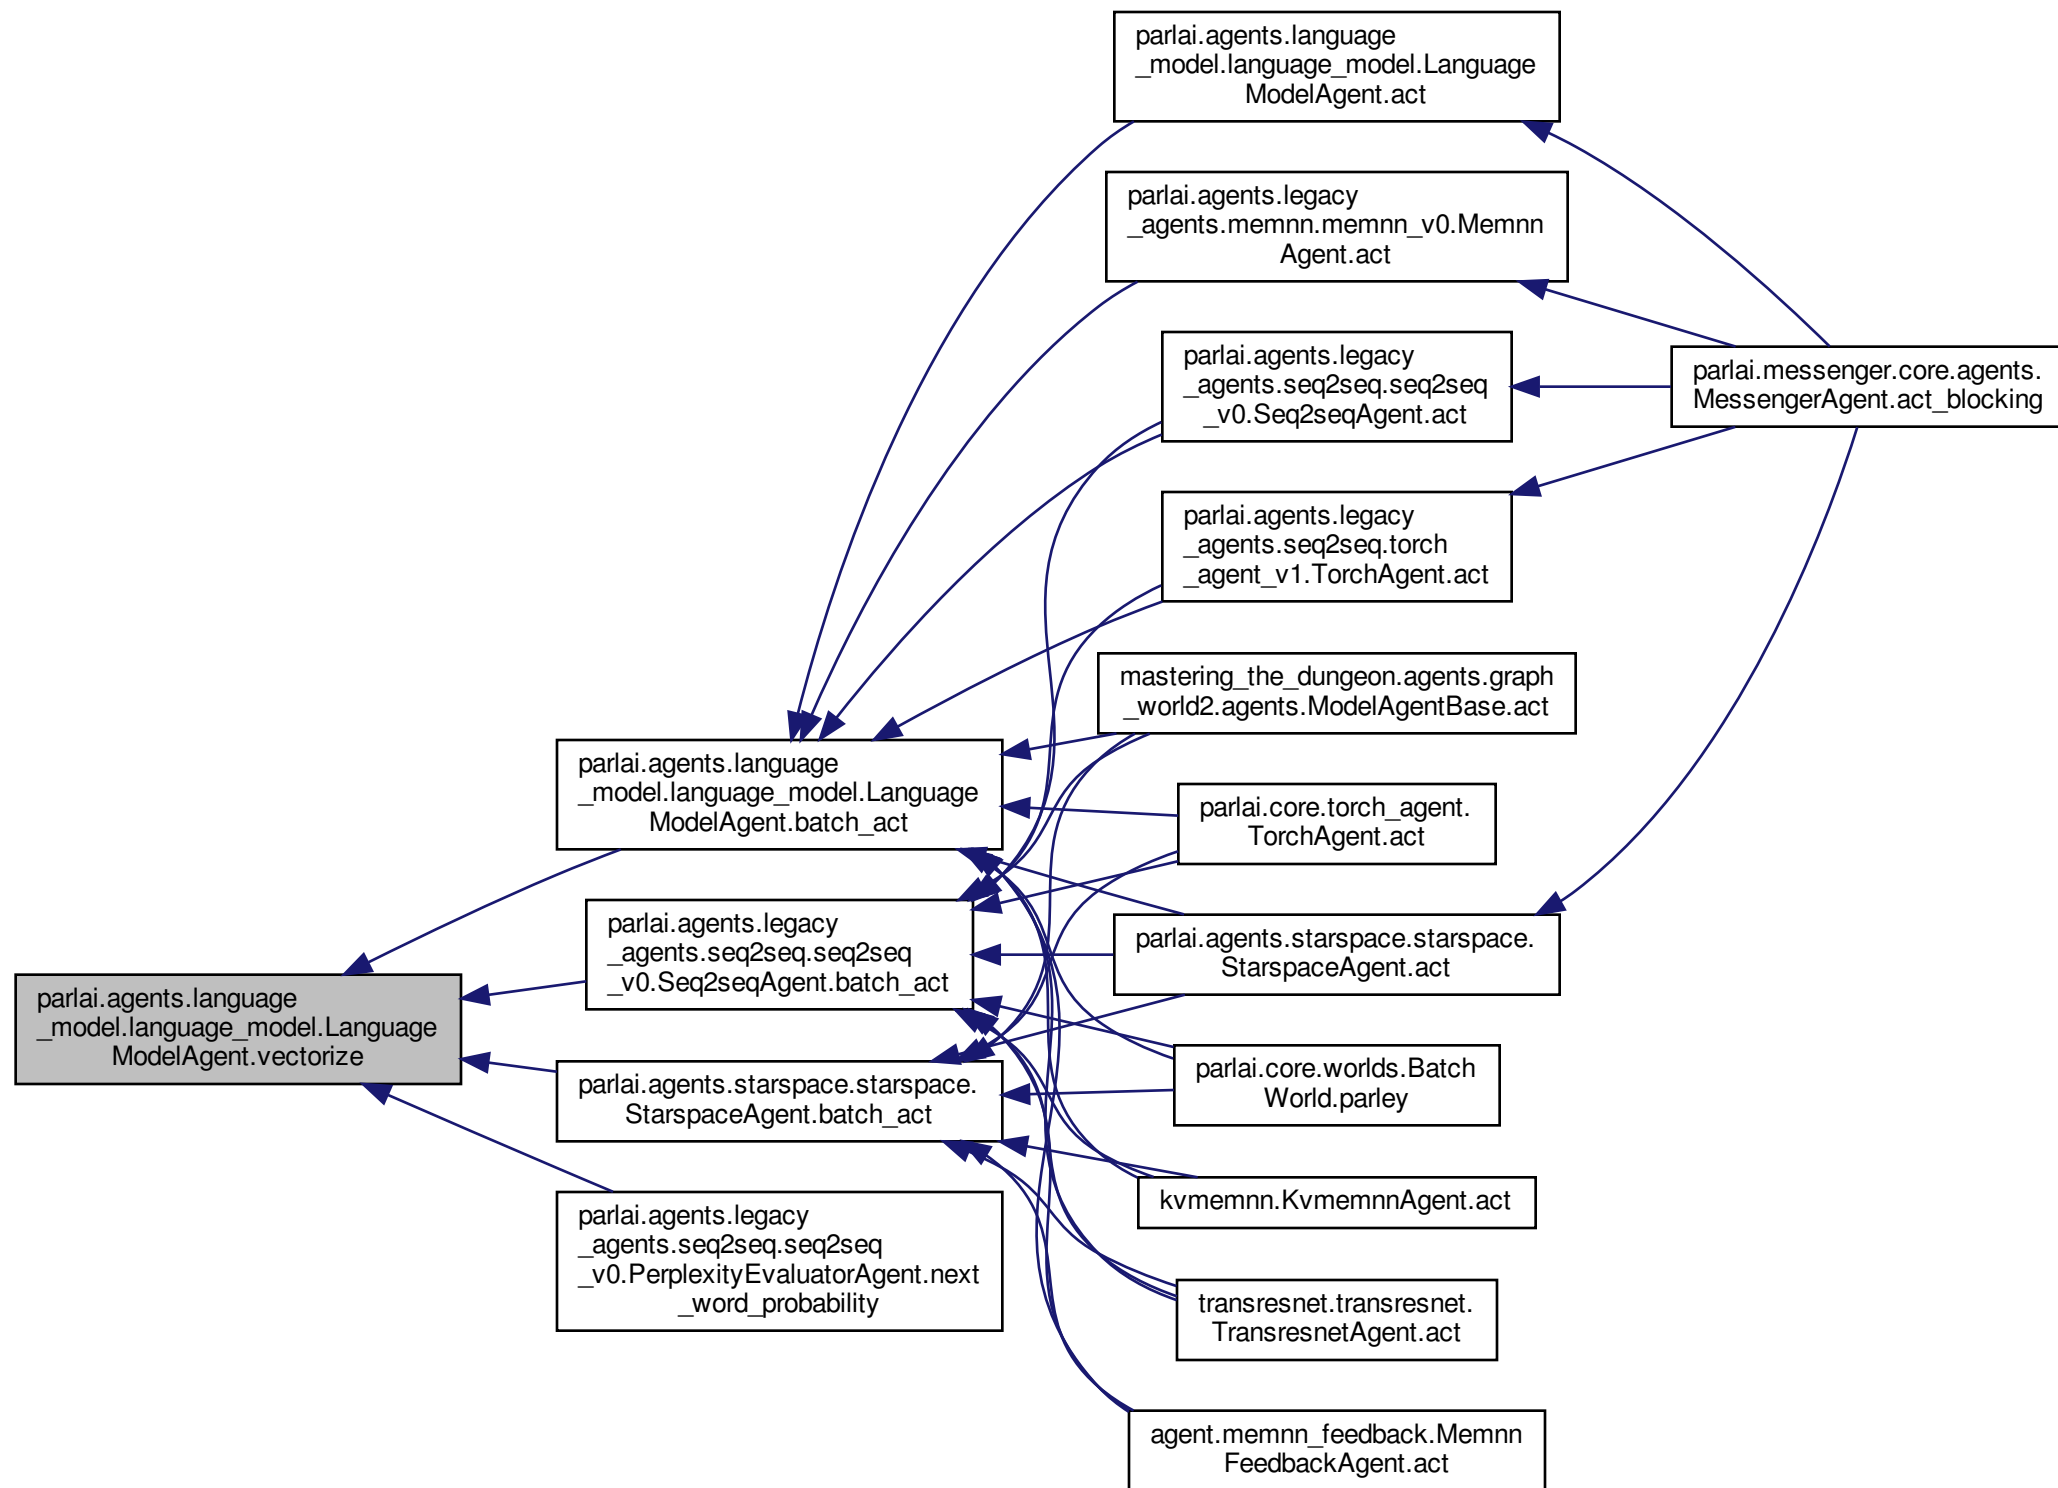 parlai.agents.language
_model.language_model.Language
ModelAgent.act
parlai.agents.legacy
_agents.memnn.memnn_v0.Memnn
Agent.act
parlai.agents.legacy
_agents.seq2seq.seq2seq
_v0.Seq2seqAgent.act
parlai.messenger.core.agents.
MessengerAgent.act_blocking
parlai.agents.legacy
_agents.seq2seq.torch
_agent_v1.TorchAgent.act
mastering_the_dungeon.agents.graph
_world2.agents.ModelAgentBase.act
parlai.agents.language
_model.language_model.Language
ModelAgent.batch_act
parlai.core.torch_agent.
TorchAgent.act
parlai.agents.legacy
_agents.seq2seq.seq2seq
_v0.Seq2seqAgent.batch_act
parlai.agents.starspace.starspace.
StarspaceAgent.act
parlai.agents.language
_model.language_model.Language
ModelAgent.vectorize
parlai.agents.starspace.starspace.
StarspaceAgent.batch_act
parlai.core.worlds.Batch
World.parley
kvmemnn.KvmemnnAgent.act
parlai.agents.legacy
_agents.seq2seq.seq2seq
_v0.PerplexityEvaluatorAgent.next
_word_probability
transresnet.transresnet.
TransresnetAgent.act
agent.memnn_feedback.Memnn
FeedbackAgent.act